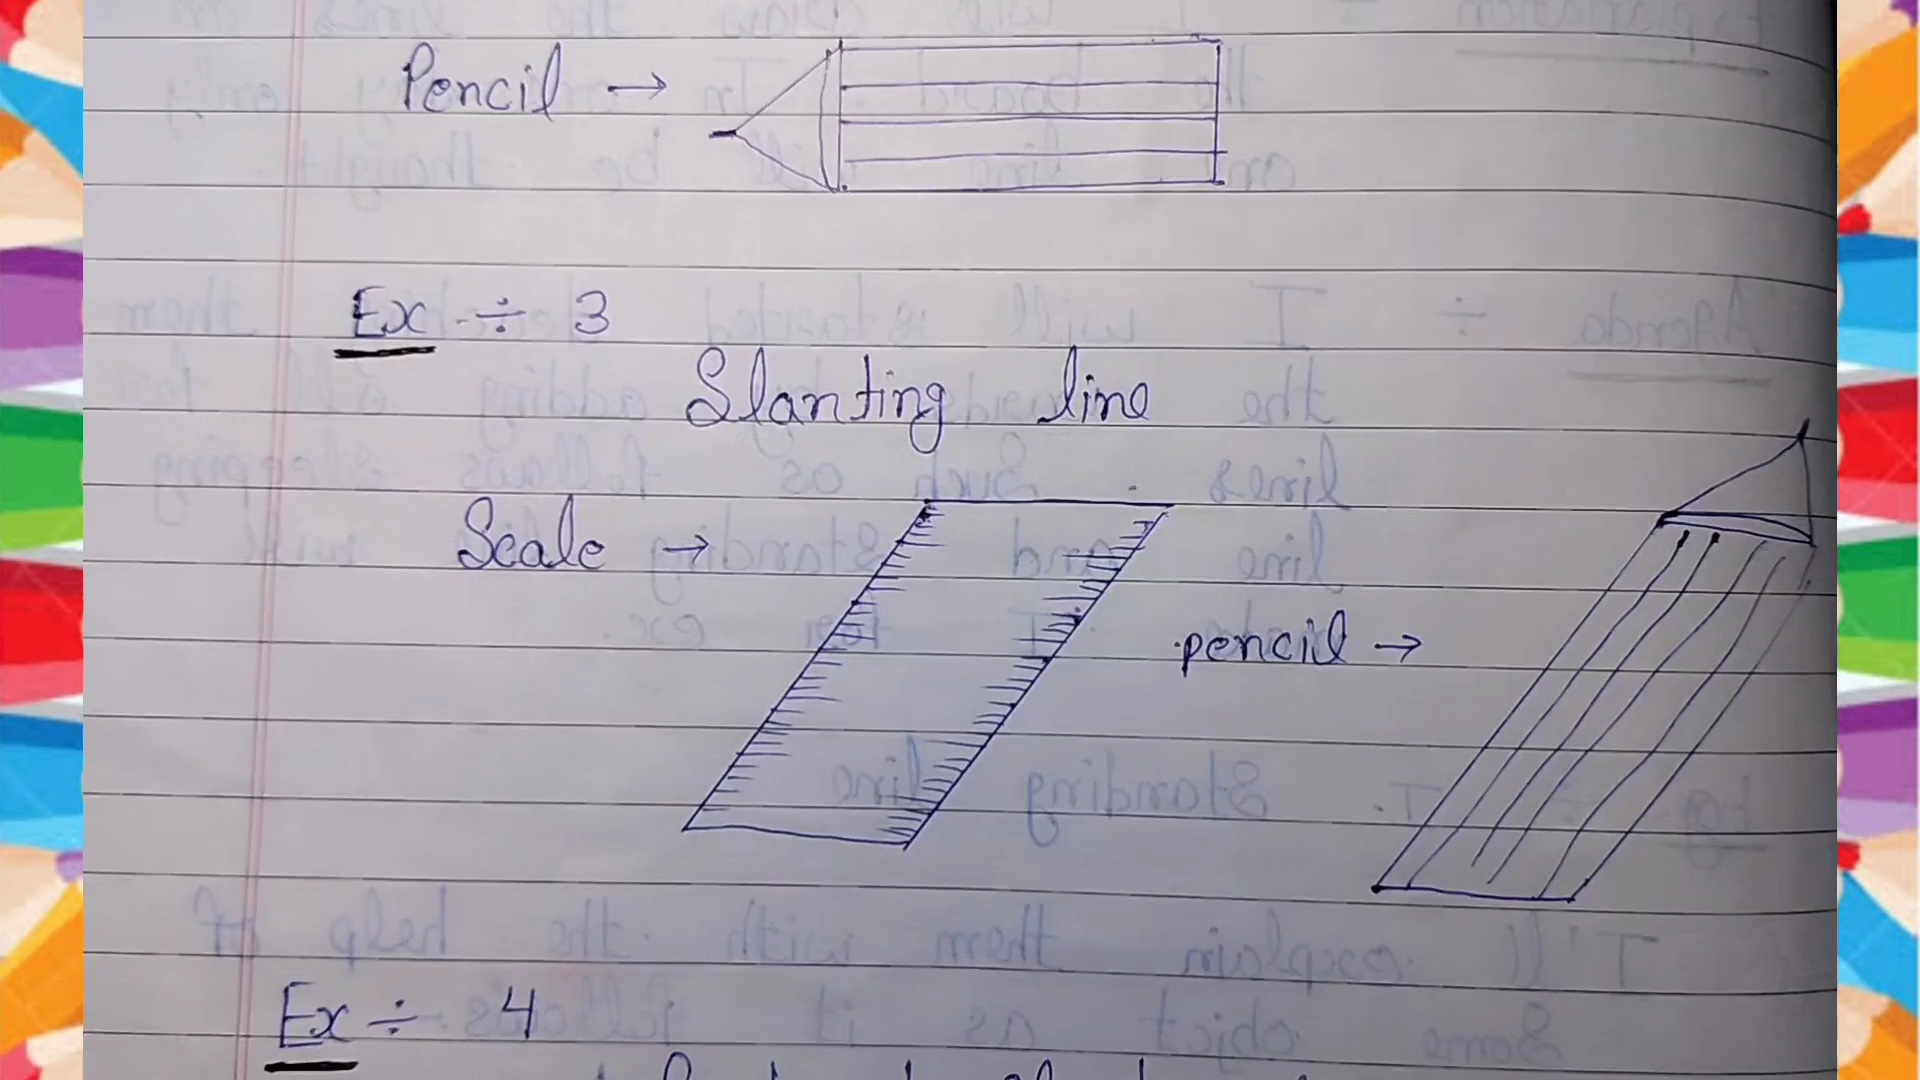 Pencil →
Ex ÷ 3
Slanting line
Scale →
pencil →
Ex ÷ 4